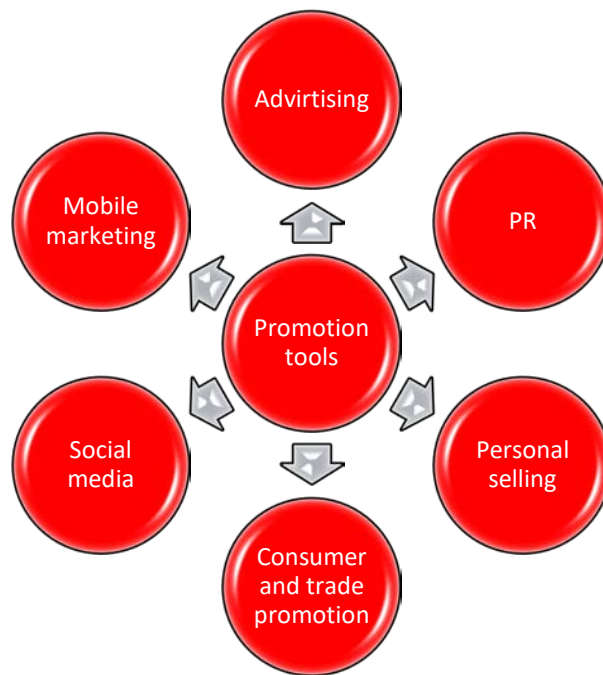 Advirtising
Mobile
marketing
PR
Promotion
tools
Social
media
Personal
selling
Consumer
and trade
promotion